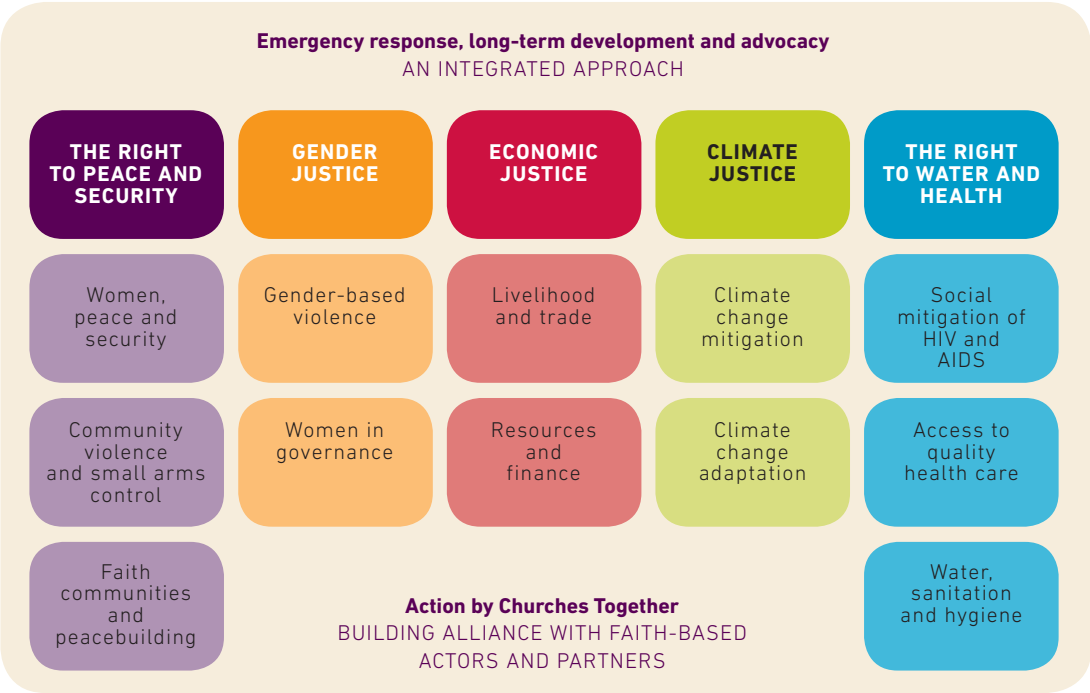 Emergency response, long-term development and advocacy
AN INTEGRATED APPROACH
THE RIGHT
TO PEACE AND
SECURITY
GENDER
JUSTICE
ECONOMIC
JUSTICE
CLIMATE
JUSTICE
THE RIGHT
TO WATER AND
HEALTH
Women,
peace and
security
Gender-based
violence
Livelihood
and trade
Climate
change
mitigation
Social
mitigation of
HIV and
AIDS
Community
violence
and small arms
control
Women in
governance
Resources
and
finance
Climate
change
adaptation
Access to
quality
health care
Faith
communities
and
peacebuilding
Water,
sanitation
and hygiene
Action by Churches Together
BUILDING ALLIANCE WITH FAITH-BASED
ACTORS AND PARTNERS